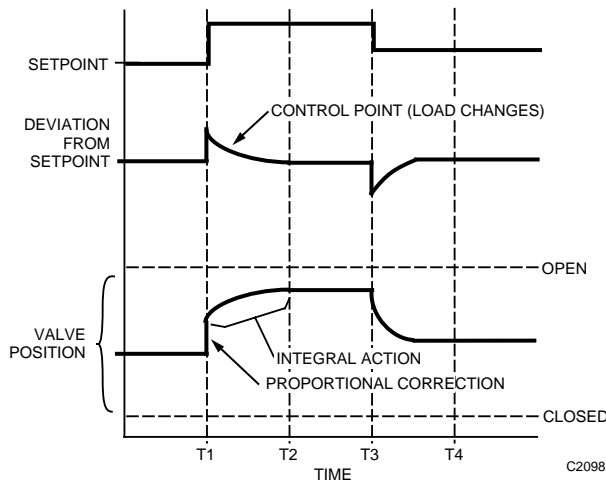 SETPOINT
DEVIATION
FROM
SETPOINT
CONTROL POINT (LOAD CHANGES)
OPEN
VALVE
POSITION
INTEGRAL ACTION
PROPORTIONAL CORRECTION
CLOSED
T1 T2 T3 T4
TIME
C2098